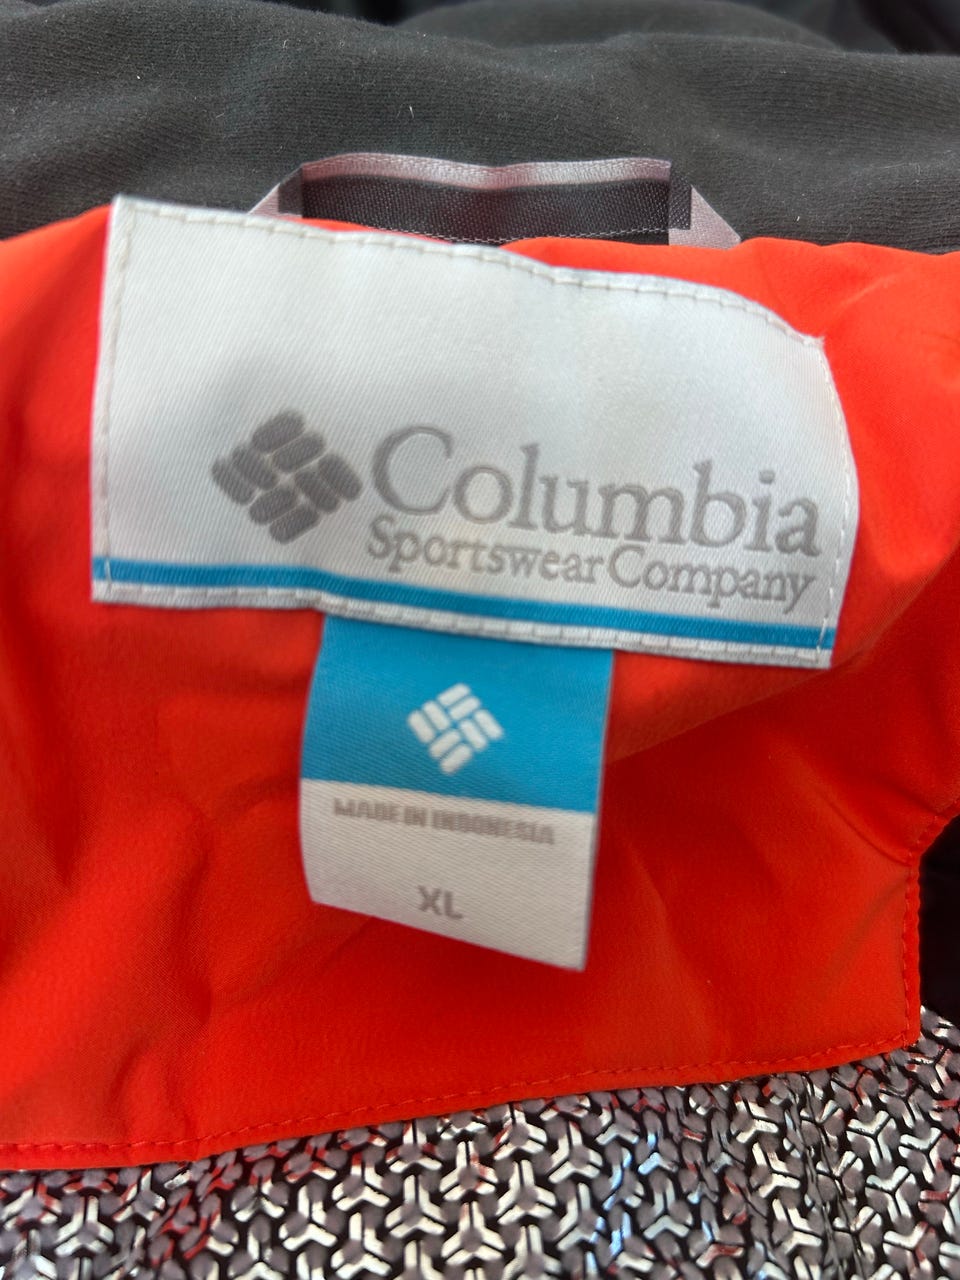 Columbia
Sportswear Company
MADE IN INDONESIA
XL